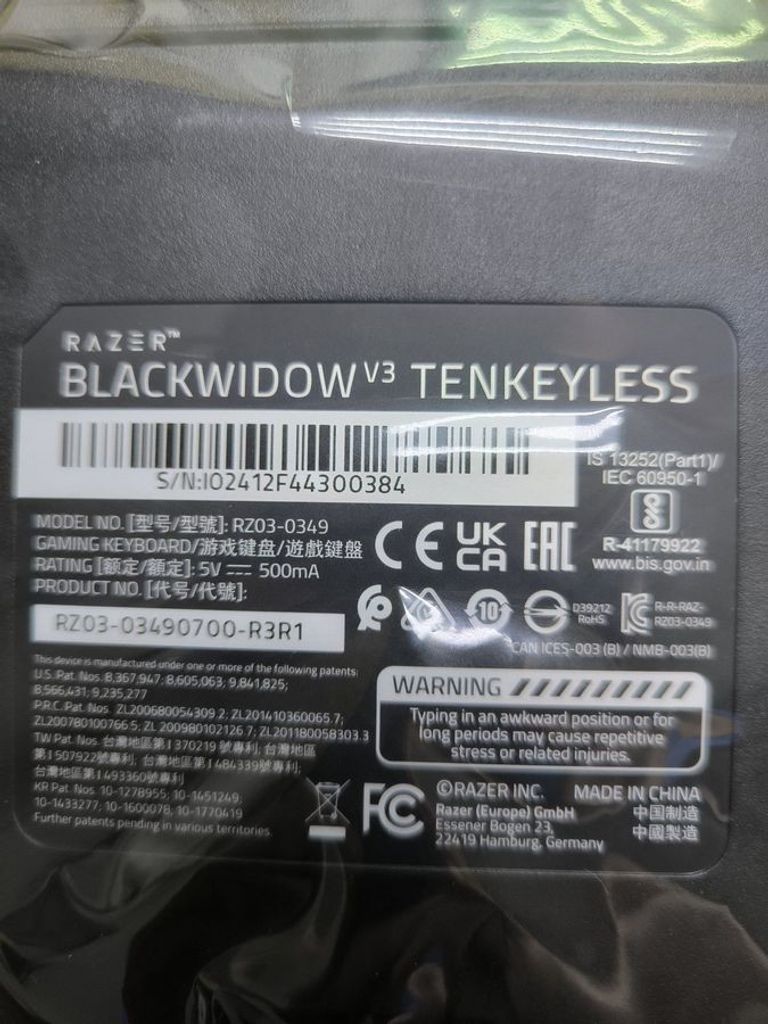 RAZER™
BLACKWIDOW V3 TENKEYLESS
S/N:IO2412F44300384
IS 13252(Part1)/
IEC 60950-1
R-41179922
www.bis.gov.in
MODEL NO. [型号/型號]: RZ03-0349
GAMING KEYBOARD/游戏键盘/遊戲鍵盤
RATING [额定/額定]: 5V ⎓ 500mA
PRODUCT NO. [代号/代號]:
RZ03-03490700-R3R1
CE UKCA EAC
10
D39212
RoHS
R-R-RAZ-
RZ03-0349
CAN ICES-003 (B) / NMB-003(B)
This device is manufactured under one or more of the following patents:
U.S. Pat. Nos. 8,367,947; 8,605,063; 9,841,825;
8,566,431; 9,235,277
P.R.C. Pat. Nos. ZL200680054309.2; ZL201410360065.7;
ZL200780100766.5; ZL 200980102126.7; ZL201180058303.3
TW Pat. Nos. 台灣地區第I 370219 號專利; 台灣地區
第I 507922號專利; 台灣地區第I 484339號專利;
台灣地區第I 493360號專利
KR Pat. Nos. 10-1278955; 10-1451249;
10-1433277; 10-1600078; 10-1770419
Further patents pending in various territories.
WARNING
Typing in an awkward position or for
long periods may cause repetitive
stress or related injuries.
FC
©RAZER INC. MADE IN CHINA
Razer (Europe) GmbH 中国制造
Essener Bogen 23, 中國製造
22419 Hamburg, Germany